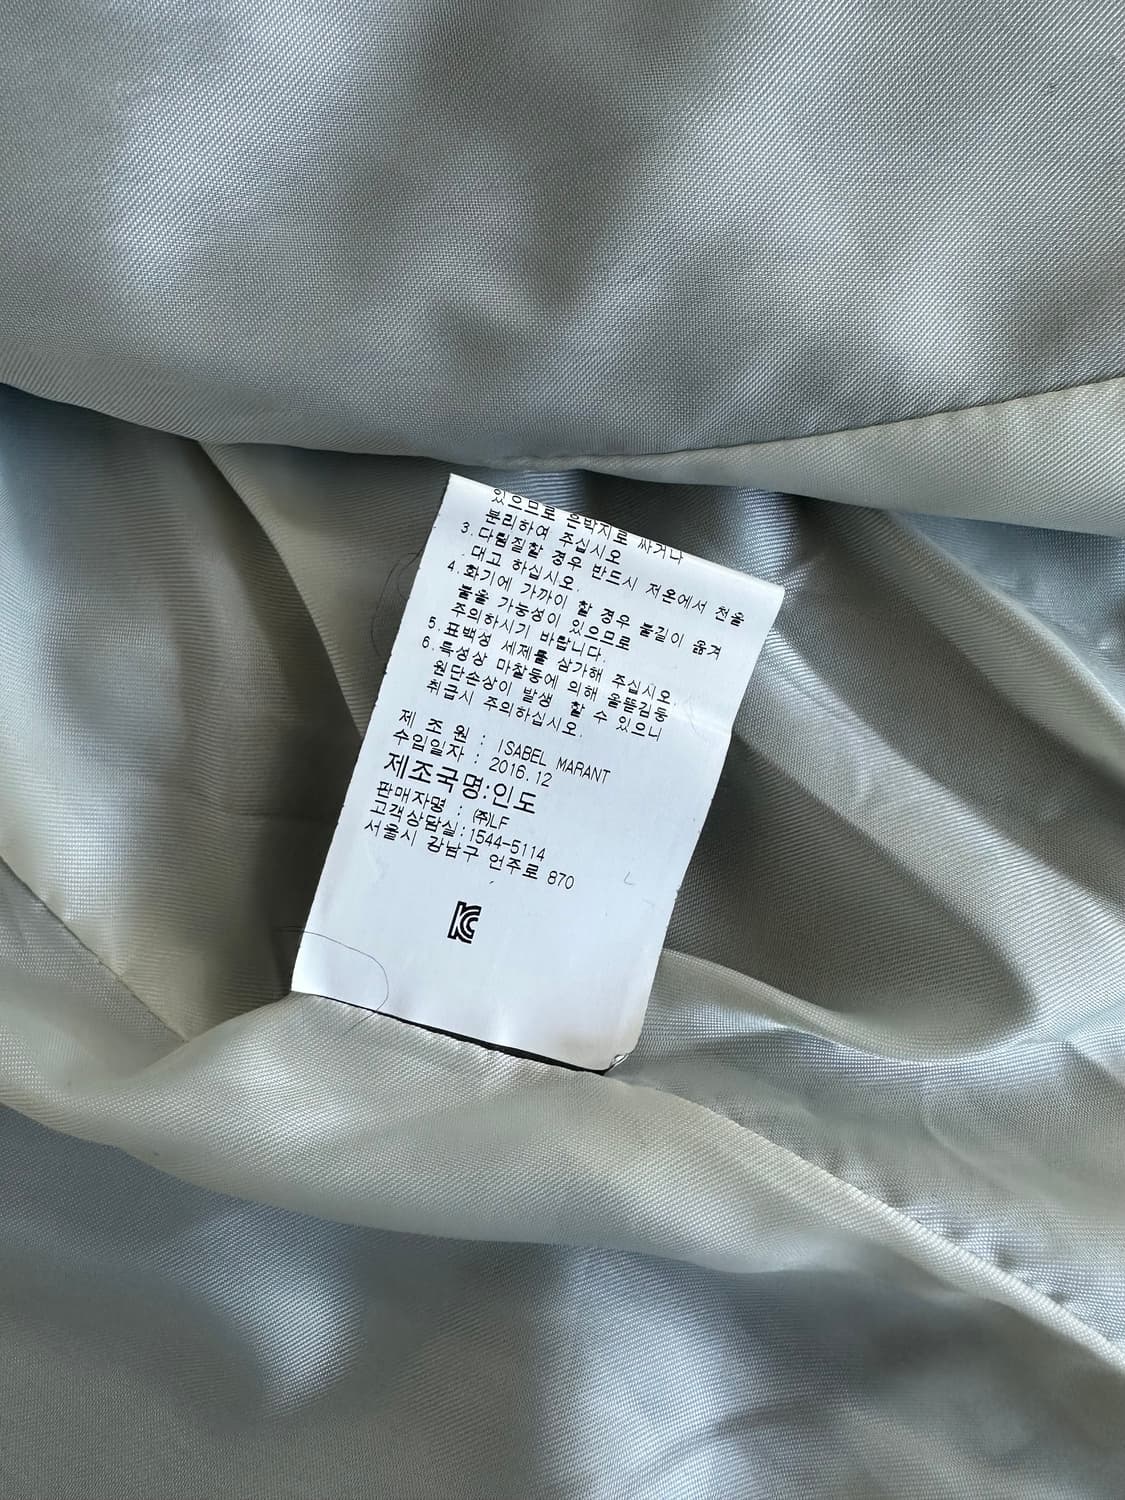 있으므로 은박지로 싸거나
분리하여 주십시오
3.다림질할 경우 반드시 저온에서 천을
대고 하십시오.
4.화기에 가까이 할 경우 불길이 옮겨
붙을 가능성이 있으므로
주의하시기 바랍니다.
5.표백성 세제를 삼가해 주십시오.
6.특성상 마찰등에 의해 올뜯김등
원단손상이 발생 할 수 있으니
취급시 주의하십시오.
제 조 원 : ISABEL MARANT
수입일자 : 2016.12
제조국명:인도
판매자명 : ㈜LF
고객상담실:1544-5114
서울시 강남구 언주로 870
KC